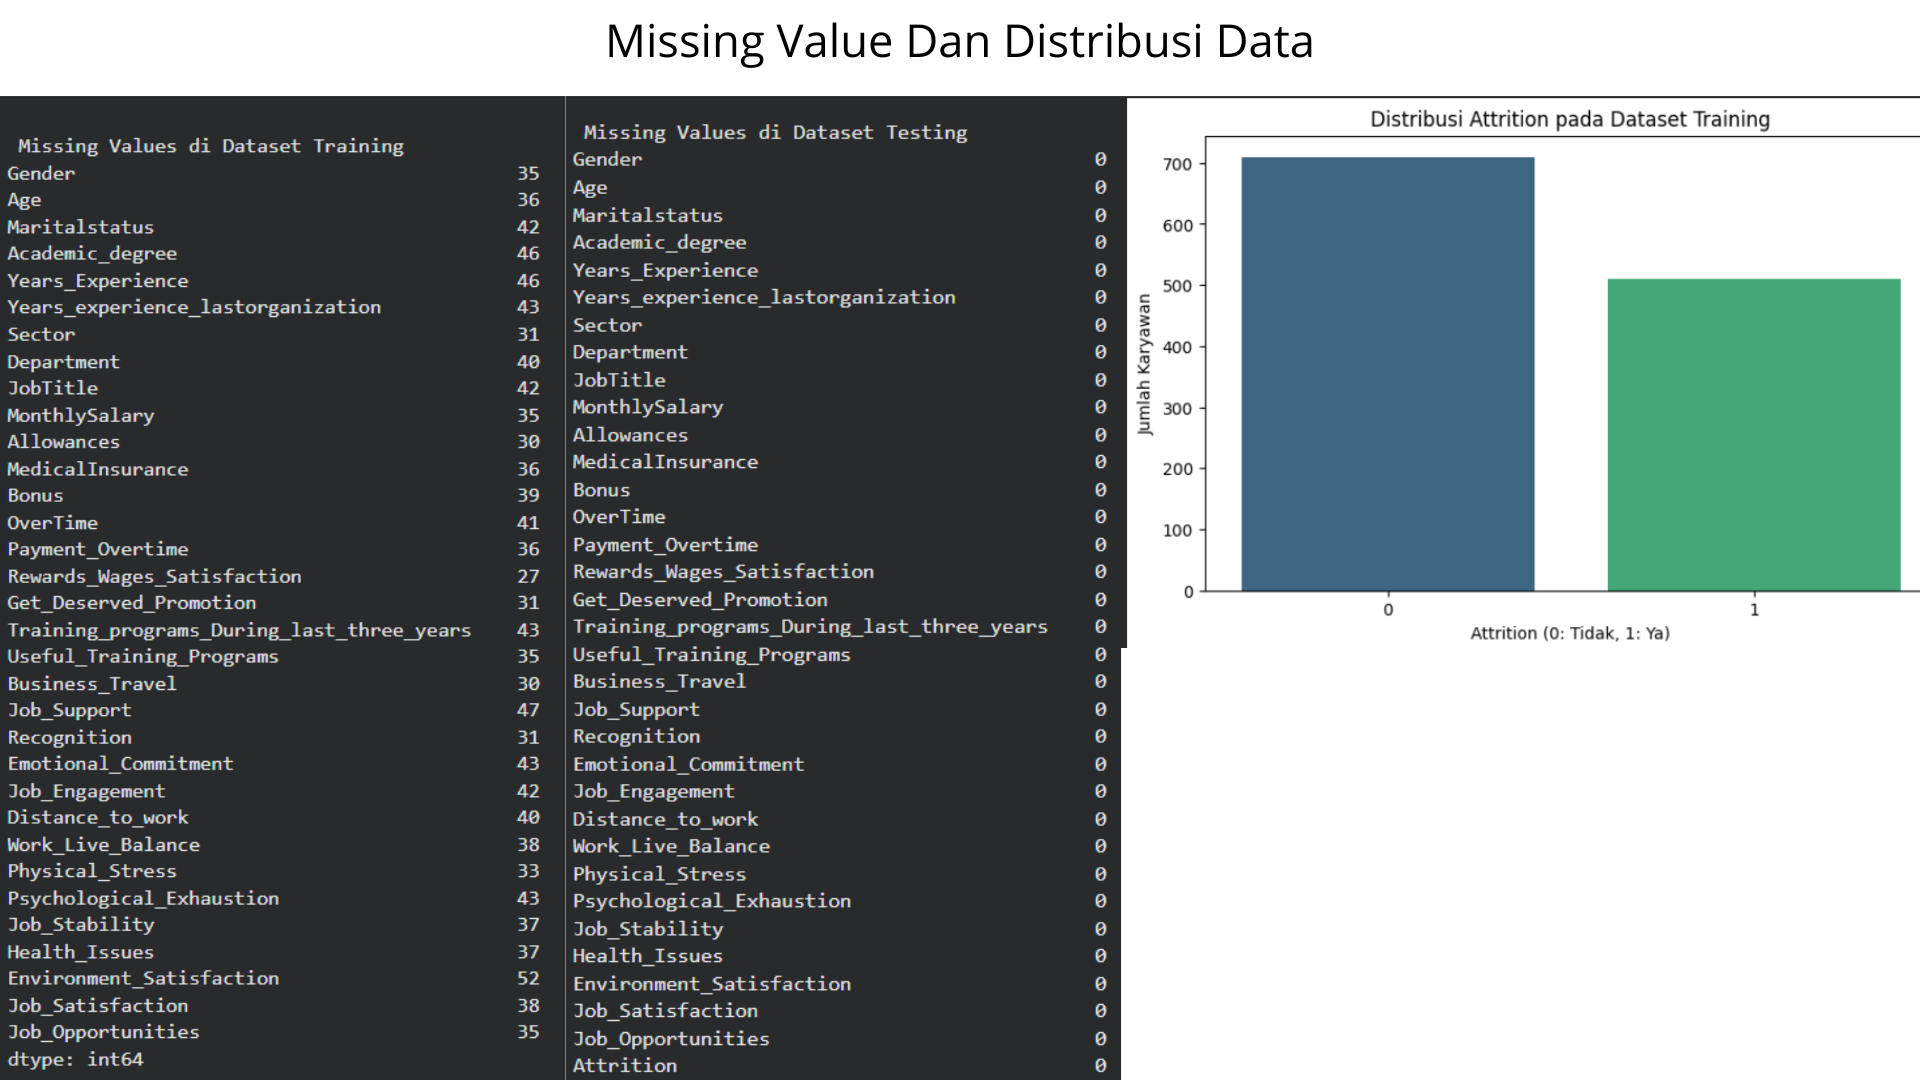 Missing Value Dan Distribusi Data
Missing Values di Dataset Training
Gender 35
Age 36
Maritalstatus 42
Academic_degree 46
Years_Experience 46
Years_experience_lastorganization 43
Sector 31
Department 40
JobTitle 42
MonthlySalary 35
Allowances 30
MedicalInsurance 36
Bonus 39
OverTime 41
Payment_Overtime 36
Rewards_Wages_Satisfaction 27
Get_Deserved_Promotion 31
Training_programs_During_last_three_years 43
Useful_Training_Programs 35
Business_Travel 30
Job_Support 47
Recognition 31
Emotional_Commitment 43
Job_Engagement 42
Distance_to_work 40
Work_Live_Balance 38
Physical_Stress 33
Psychological_Exhaustion 43
Job_Stability 37
Health_Issues 37
Environment_Satisfaction 52
Job_Satisfaction 38
Job_Opportunities 35
dtype: int64
Missing Values di Dataset Testing
Gender 0
Age 0
Maritalstatus 0
Academic_degree 0
Years_Experience 0
Years_experience_lastorganization 0
Sector 0
Department 0
JobTitle 0
MonthlySalary 0
Allowances 0
MedicalInsurance 0
Bonus 0
OverTime 0
Payment_Overtime 0
Rewards_Wages_Satisfaction 0
Get_Deserved_Promotion 0
Training_programs_During_last_three_years 0
Useful_Training_Programs 0
Business_Travel 0
Job_Support 0
Recognition 0
Emotional_Commitment 0
Job_Engagement 0
Distance_to_work 0
Work_Live_Balance 0
Physical_Stress 0
Psychological_Exhaustion 0
Job_Stability 0
Health_Issues 0
Environment_Satisfaction 0
Job_Satisfaction 0
Job_Opportunities 0
Attrition 0
Distribusi Attrition pada Dataset Training
Jumlah Karyawan
700
600
500
400
300
200
100
0
0 1
Attrition (0: Tidak, 1: Ya)